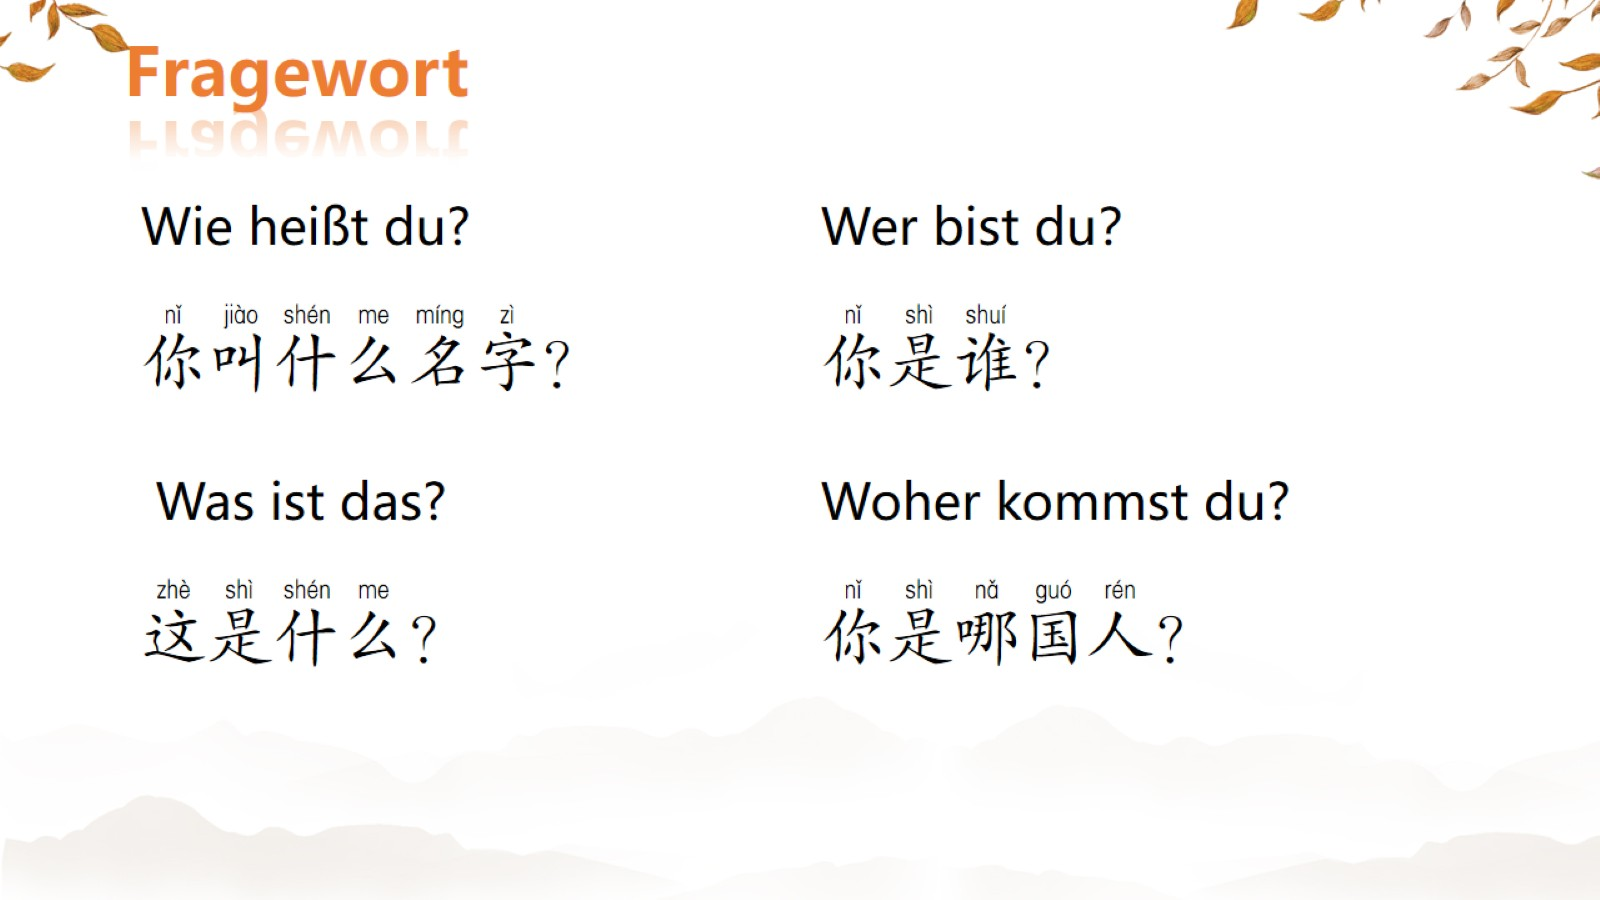 Fragewort
Wie heißt du?
nǐ jiào shén me míng zì
你叫什么名字？
Wer bist du?
nǐ shì shuí
你是谁？
Was ist das?
zhè shì shén me
这是什么？
Woher kommst du?
nǐ shì nǎ guó rén
你是哪国人？